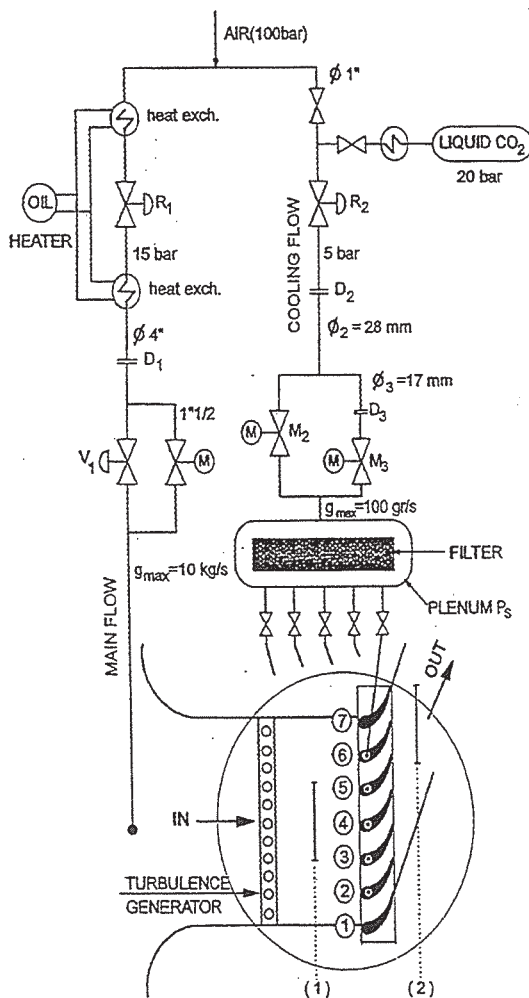 AIR(100bar)
Ø 1"
heat exch.
LIQUID CO2
20 bar
OIL
HEATER
R1
R2
15 bar
COOLING FLOW
5 bar
heat exch.
D2
Ø 4"
Ø2 = 28 mm
D1
Ø3 =17 mm
1"1/2
D3
M
M2
V1
M
M
M3
gmax=100 gr/s
FILTER
gmax=10 kg/s
PLENUM PS
MAIN FLOW
OUT
7
6
5
IN
4
3
TURBULENCE
GENERATOR
2
1
(1)
(2)